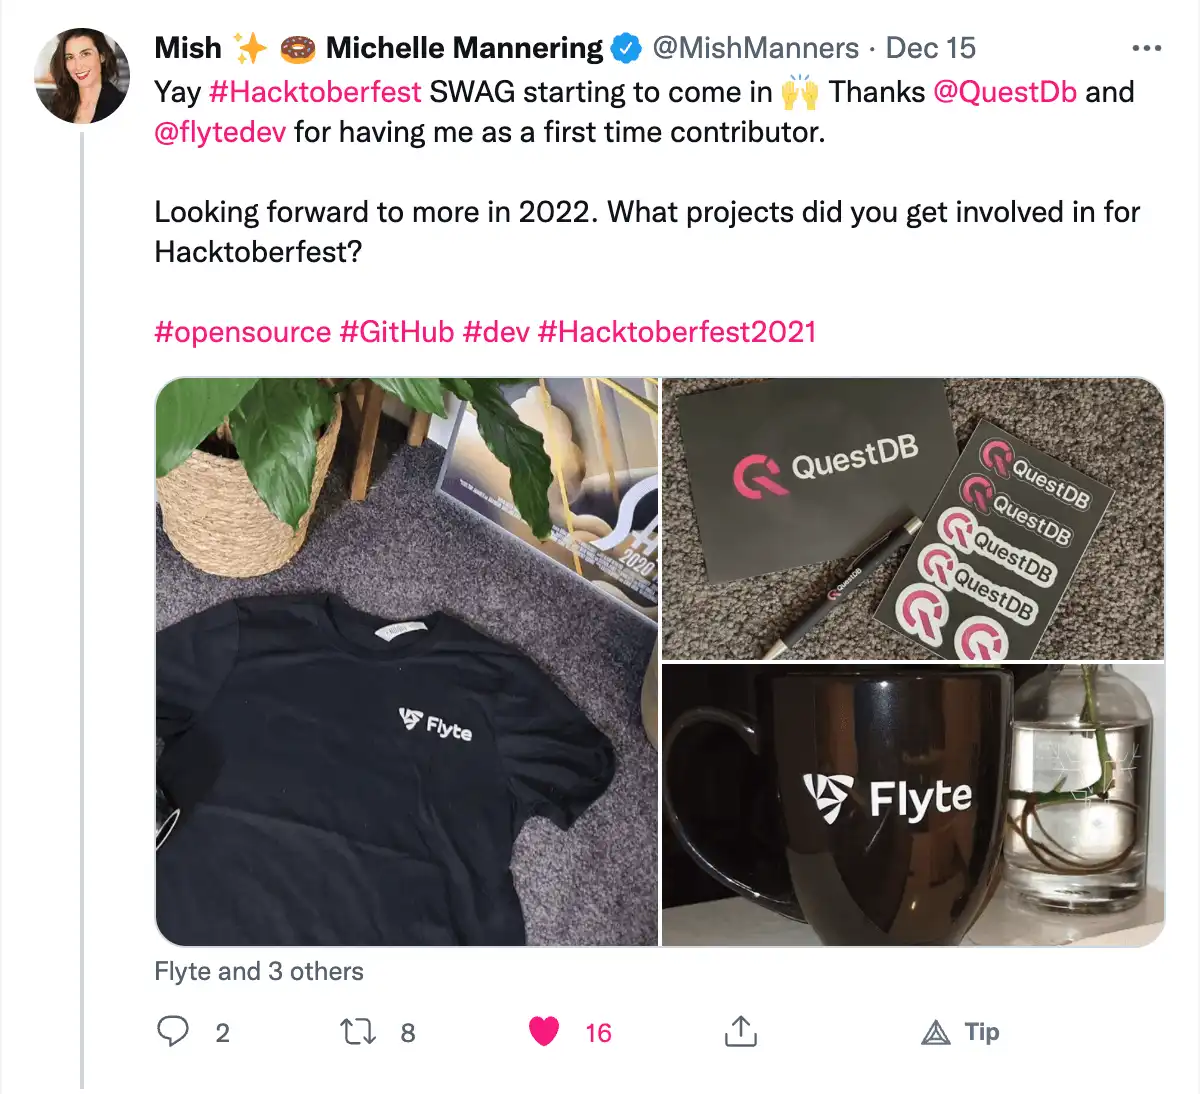 Mish ✨ 🍩 Michelle Mannering @MishManners · Dec 15
Yay #Hacktoberfest SWAG starting to come in 🙌 Thanks @QuestDb and
@flytedev for having me as a first time contributor.
Looking forward to more in 2022. What projects did you get involved in for
Hacktoberfest?
#opensource #GitHub #dev #Hacktoberfest2021
2020
Flyte
QuestDB
QuestDB
QuestDB
QuestDB
QuestDB
QuestDB
Flyte
Flyte and 3 others
2 8 16 Tip